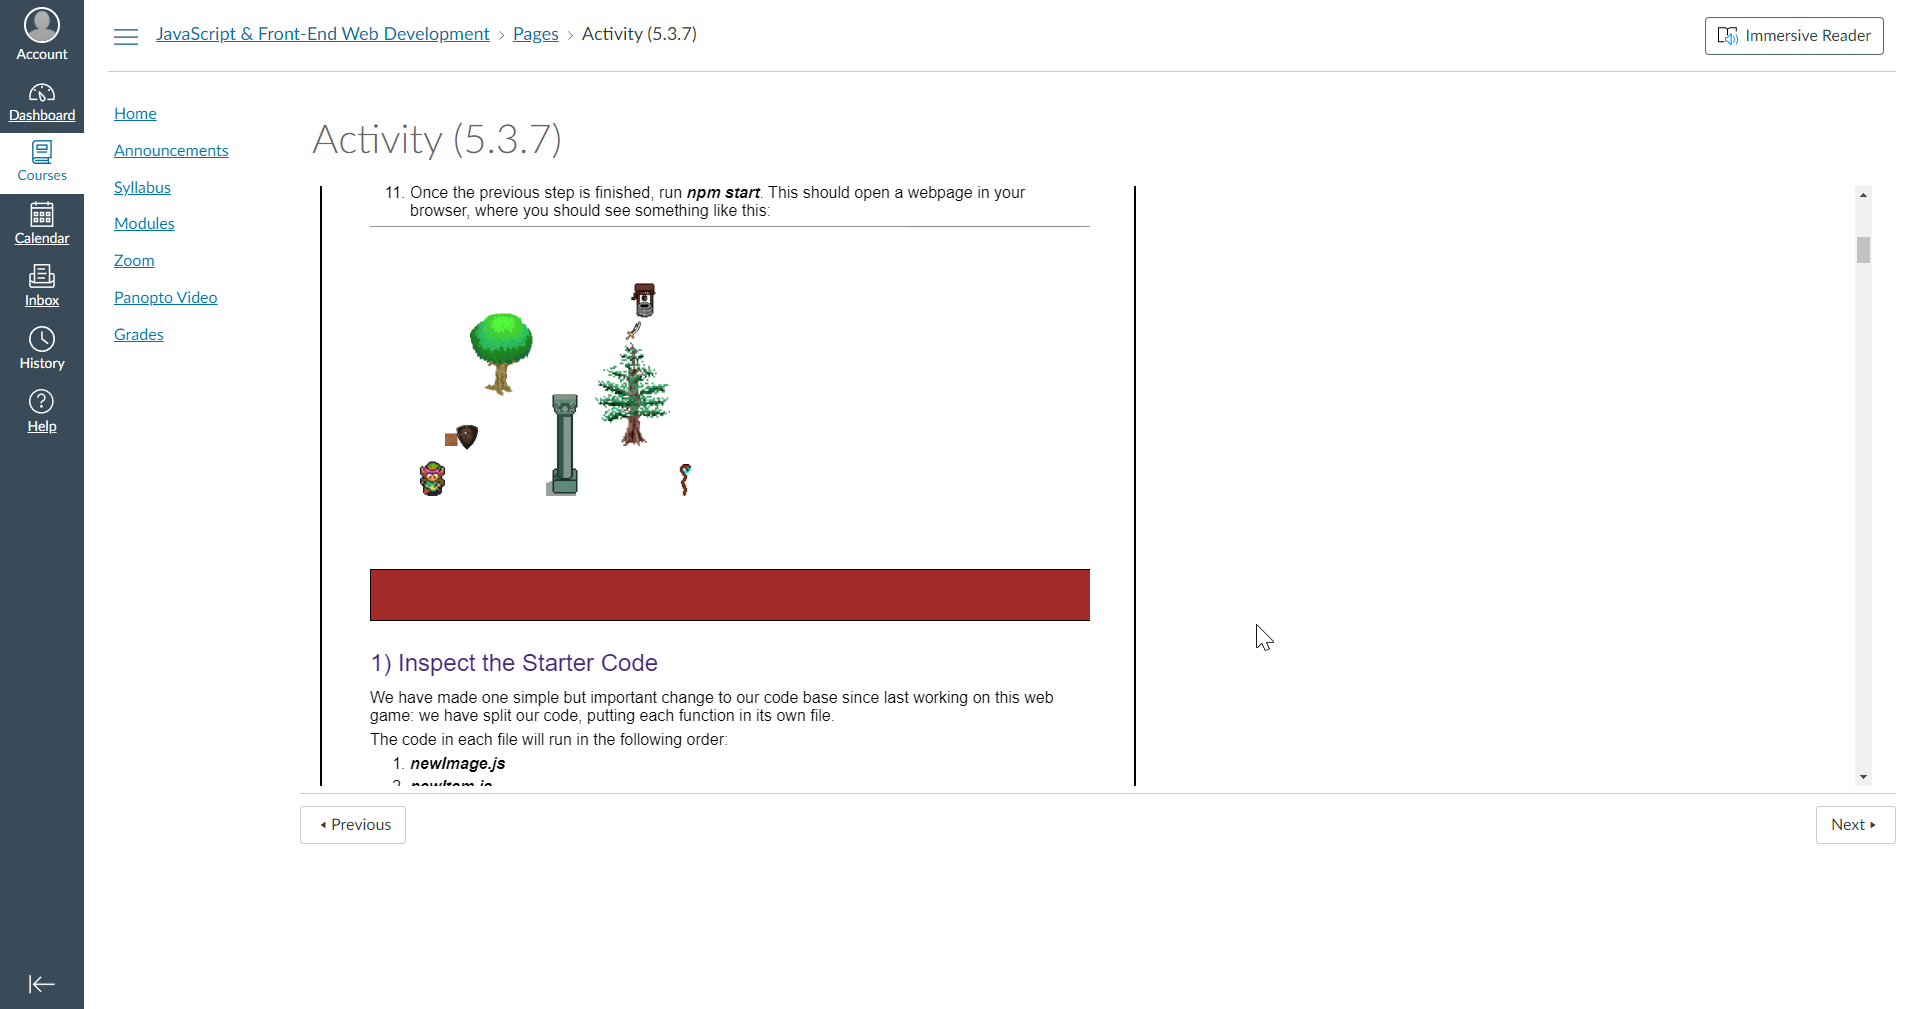 Account
Dashboard
Courses
Calendar
Inbox
History
Help
JavaScript & Front-End Web Development › Pages › Activity (5.3.7)
Immersive Reader
Home
Announcements
Syllabus
Modules
Zoom
Panopto Video
Grades
Activity (5.3.7)
11. Once the previous step is finished, run npm start. This should open a webpage in your
browser, where you should see something like this:
1) Inspect the Starter Code
We have made one simple but important change to our code base since last working on this web
game: we have split our code, putting each function in its own file.
The code in each file will run in the following order:
1. newImage.js
2. newItem.js
Previous
Next